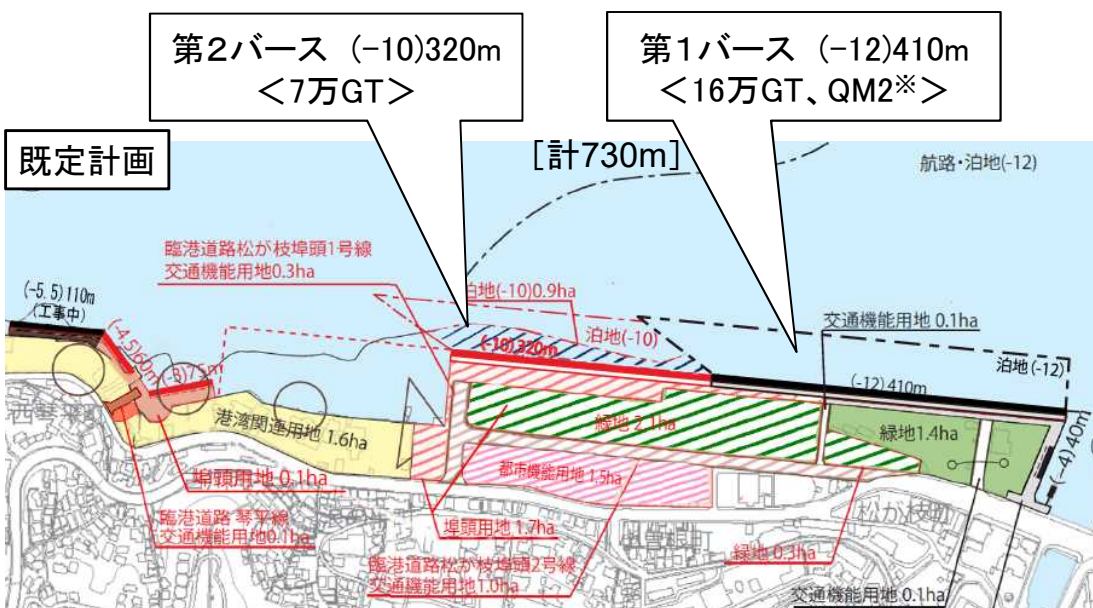 第2バース (-10)320m
＜7万GT＞
第1バース (-12)410m
＜16万GT、QM2※＞
既定計画
[計730m]
航路・泊地(-12)
臨港道路松が枝埠頭1号線
交通機能用地0.3ha
泊地(-10)0.9ha
(-5.5)110m
(工事中)
(-4.5)60m
(-3)75m
泊地(-10)
(-10)320m
交通機能用地 0.1ha
泊地(-12)
(-12)410m
(-4)40m
西琴平町
港湾関連用地 1.6ha
緑地 2.1ha
緑地1.4ha
都市機能用地 1.5ha
埠頭用地 0.1ha
臨港道路 琴平線
交通機能用地0.1ha
埠頭用地 1.7ha
松が枝町
曽根町
緑地 0.3ha
臨港道路松が枝埠頭2号線
交通機能用地1.0ha
交通機能用地 0.1ha